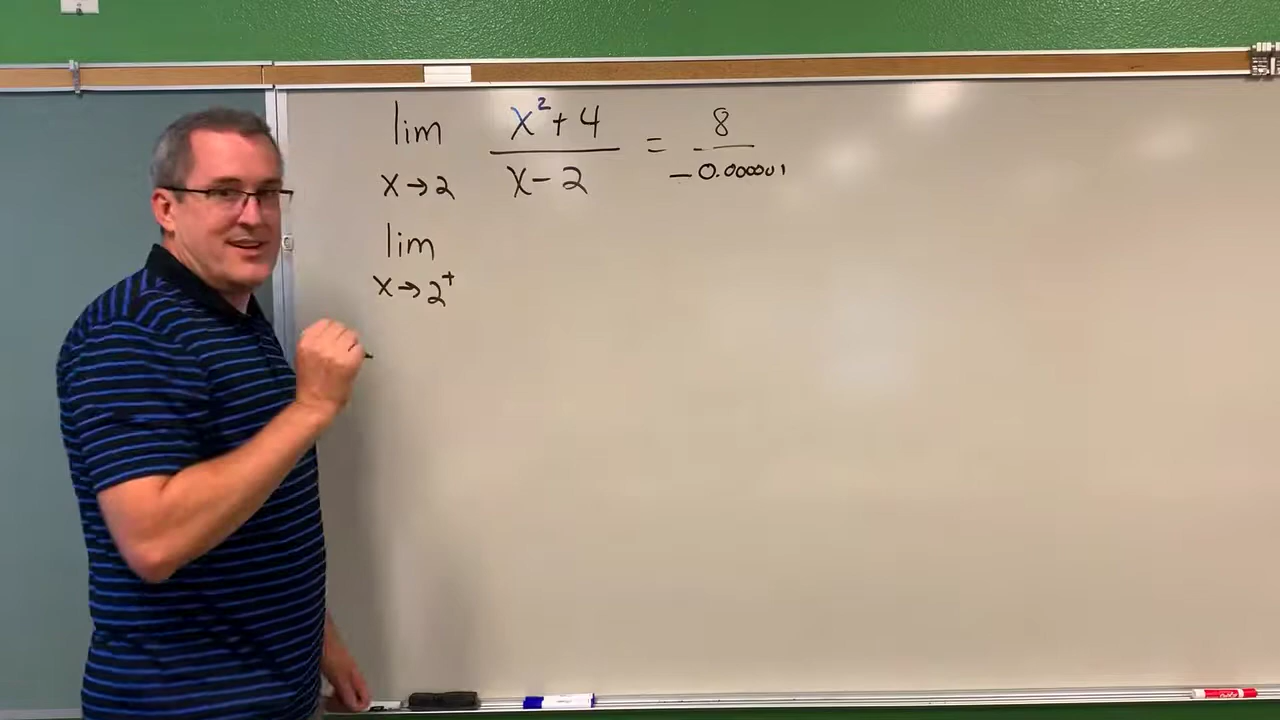 lim x²+4 = 8
x→2 x-2 -0.000001
lim
x→2⁺